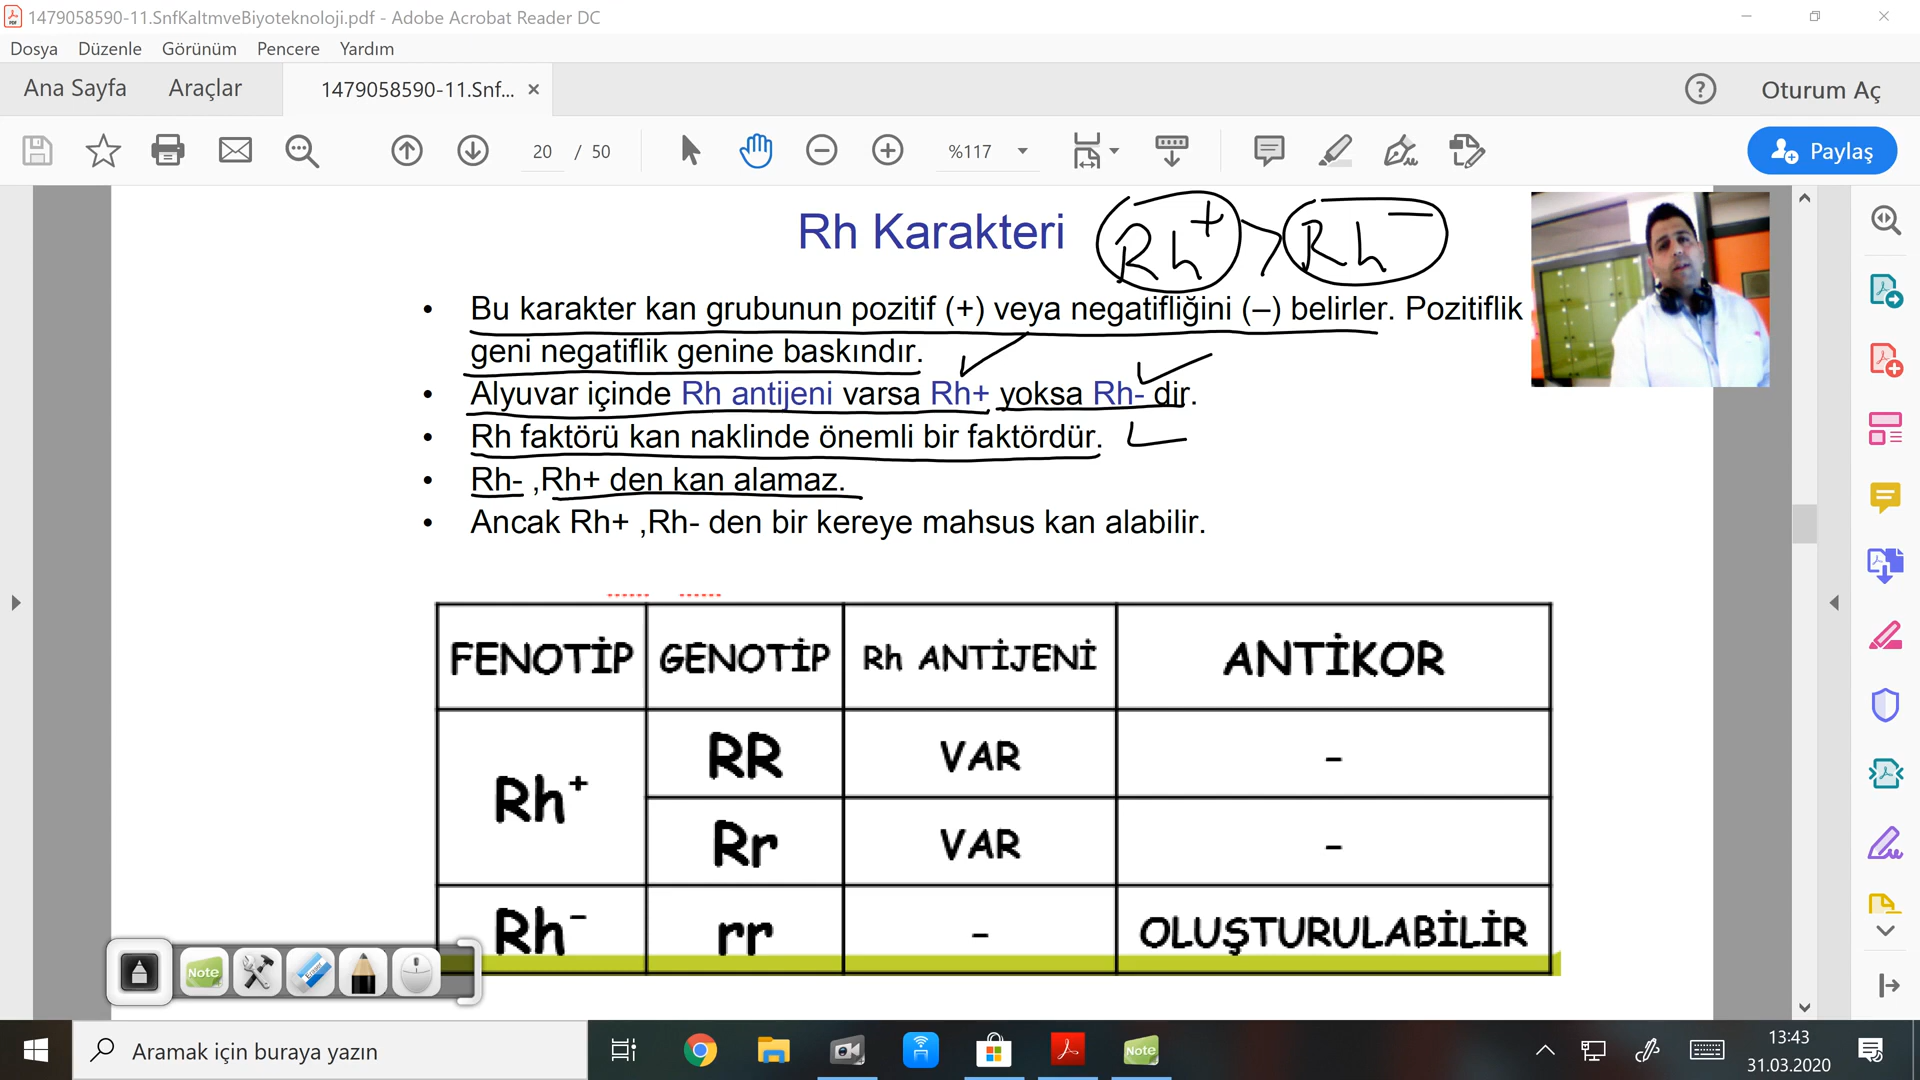 1479058590-11.SnfKaltmveBiyoteknoloji.pdf - Adobe Acrobat Reader DC
Dosya Düzenle Görünüm Pencere Yardım
Ana Sayfa Araçlar 1479058590-11.Snf... × Oturum Aç
20 / 50 %117 Paylaş
Rh Karakteri Rh+ > Rh–
• Bu karakter kan grubunun pozitif (+) veya negatifliğini (–) belirler. Pozitiflik
geni negatiflik genine baskındır.
• Alyuvar içinde Rh antijeni varsa Rh+ yoksa Rh- dir.
• Rh faktörü kan naklinde önemli bir faktördür.
• Rh- ,Rh+ den kan alamaz.
• Ancak Rh+ ,Rh- den bir kereye mahsus kan alabilir.
FENOTİP GENOTİP Rh ANTİJENİ ANTİKOR
Rh+ RR VAR -
Rr VAR -
Rh- rr - OLUŞTURULABİLİR
Note
Aramak için buraya yazın
Note
13:43
31.03.2020